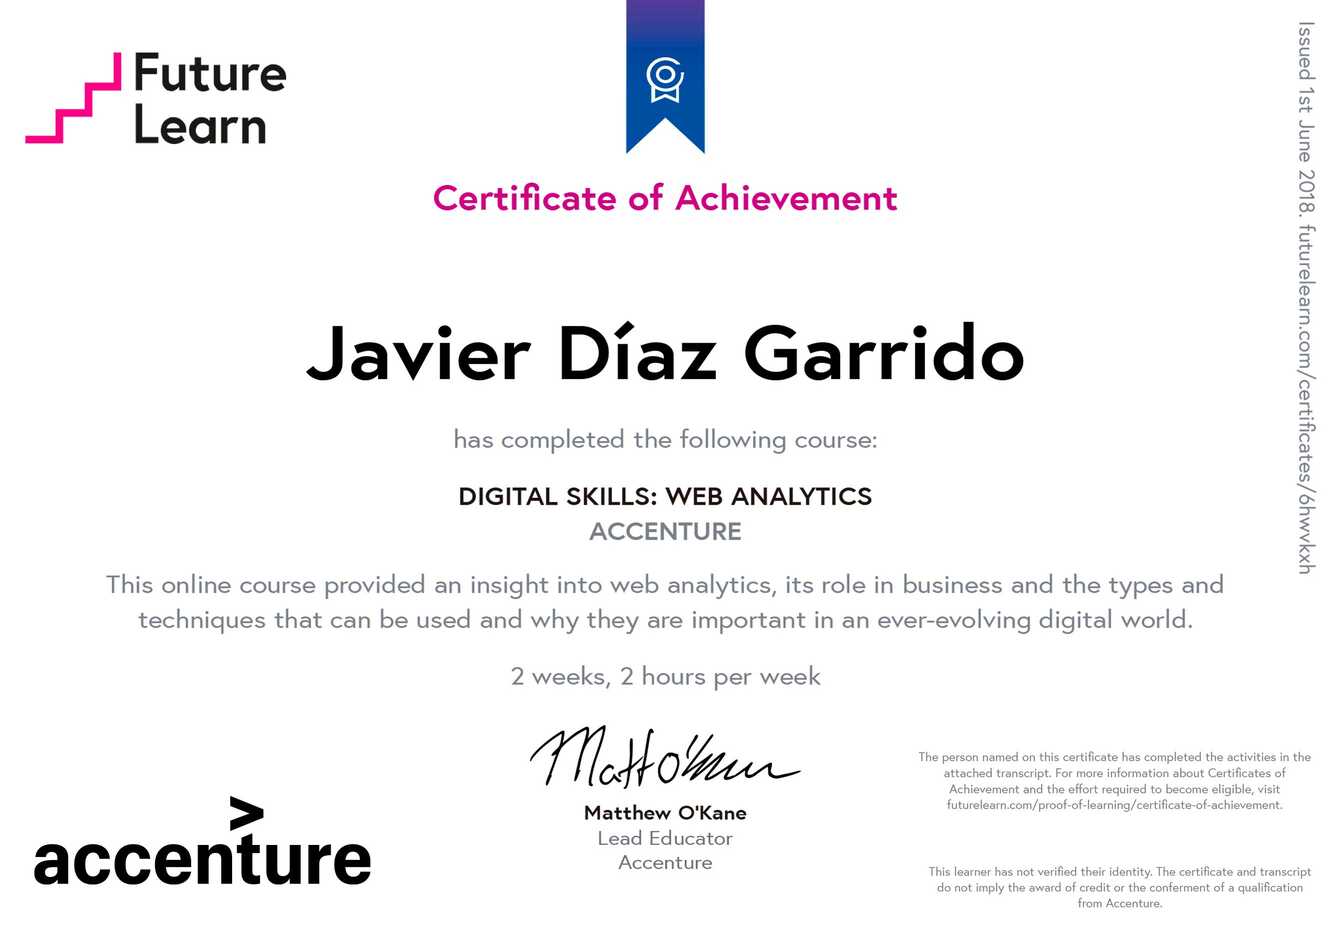 Future
Learn
Certificate of Achievement
Javier Díaz Garrido
has completed the following course:
DIGITAL SKILLS: WEB ANALYTICS
ACCENTURE
This online course provided an insight into web analytics, its role in business and the types and
techniques that can be used and why they are important in an ever-evolving digital world.
2 weeks, 2 hours per week
Matt O'Kane
Matthew O'Kane
Lead Educator
Accenture
>
accenture
The person named on this certificate has completed the activities in the
attached transcript. For more information about Certificates of
Achievement and the effort required to become eligible, visit
futurelearn.com/proof-of-learning/certificate-of-achievement.
This learner has not verified their identity. The certificate and transcript
do not imply the award of credit or the conferment of a qualification
from Accenture.
Issued 1st June 2018. futurelearn.com/certificates/6hwvkxh